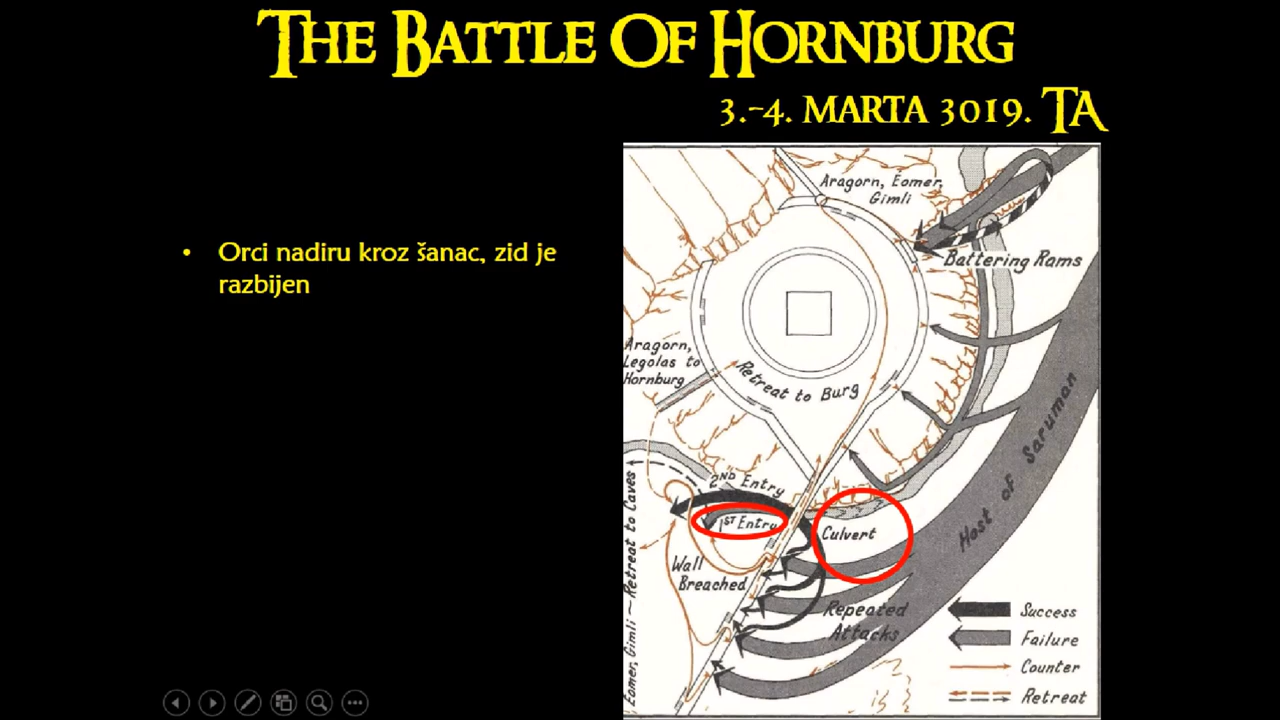 The Battle Of Hornburg
3.-4. MARTA 3019. TA
• Orci nadiru kroz šanac, zid je
razbijen
Aragorn, Eomer,
Gimli
Battering Rams
Aragorn,
Legolas to
Hornburg
Retreat to Burg
Host of Saruman
2ND Entry
1ST Entry
Culvert
Wall
Breached
Eomer, Gimli ~ Retreat to Caves
Repeated
Attacks
Success
Failure
Counter
Retreat